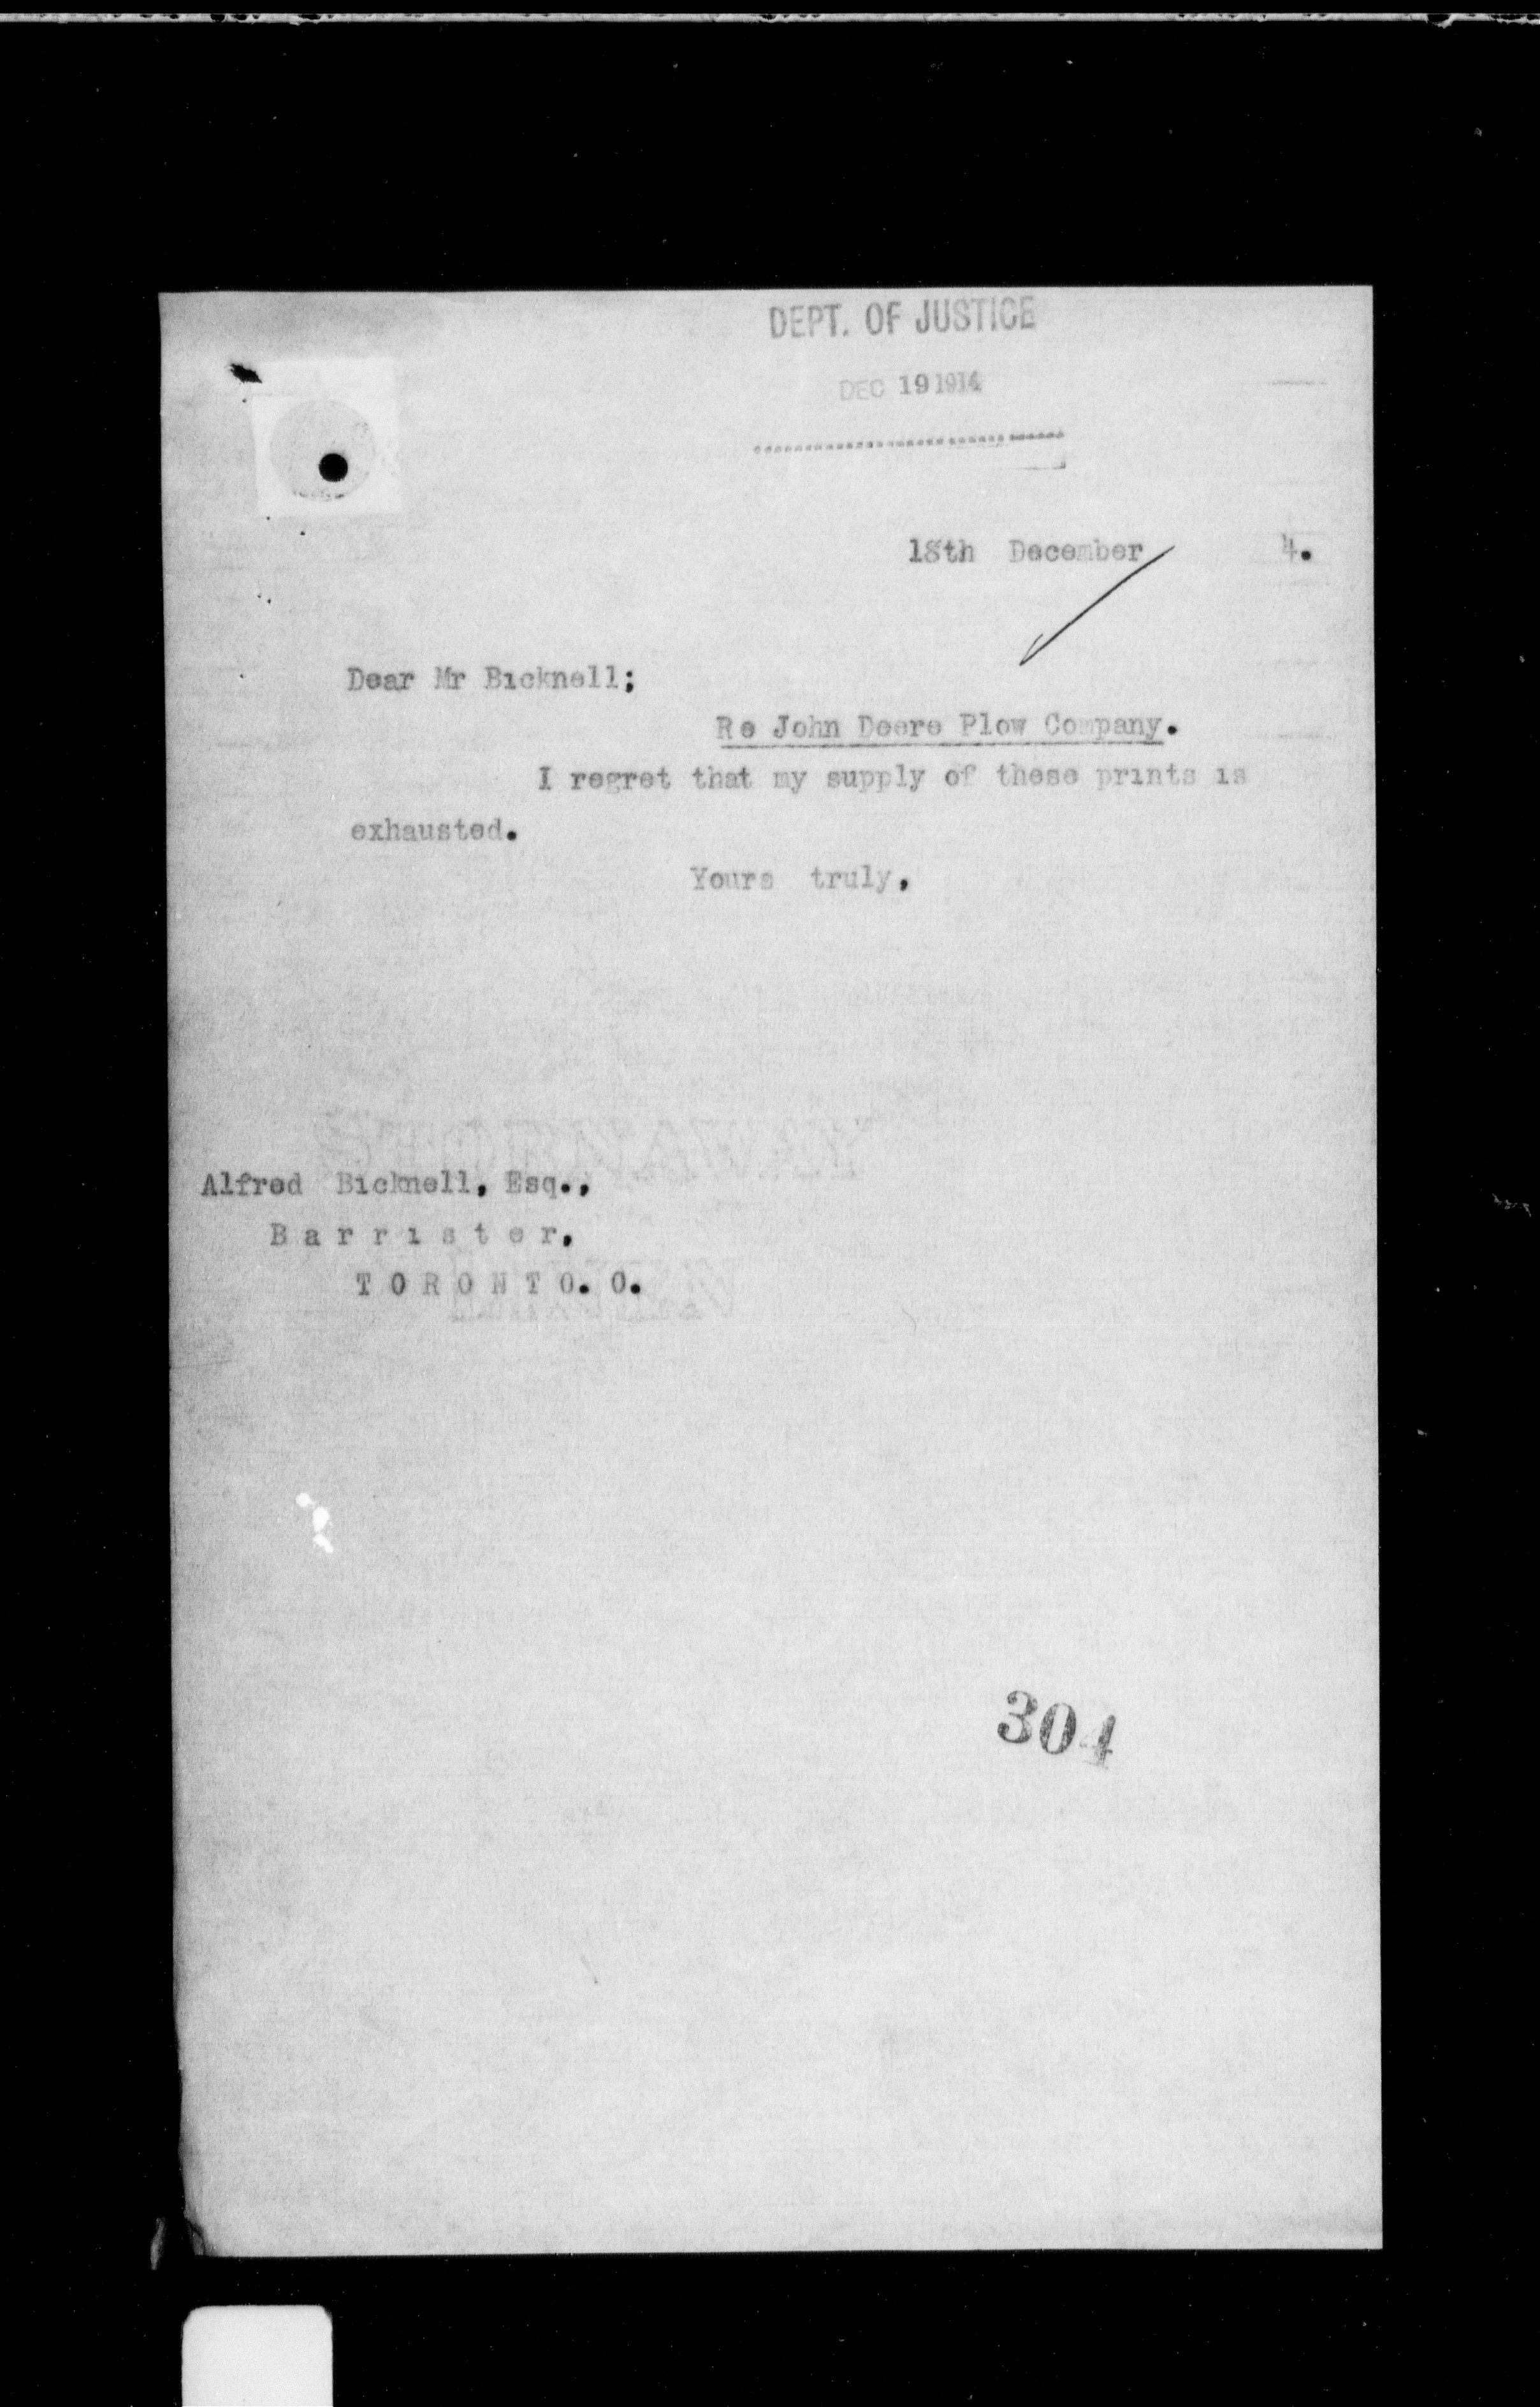 DEPT. OF JUSTICE
DEC 19 1914
18th December 4.
Dear Mr Bicknell;
Re John Deere Plow Company.
I regret that my supply of these prints is
exhausted.
Yours truly,
Alfred Bicknell, Esq.,
Barrister,
TORONTO. O.
304